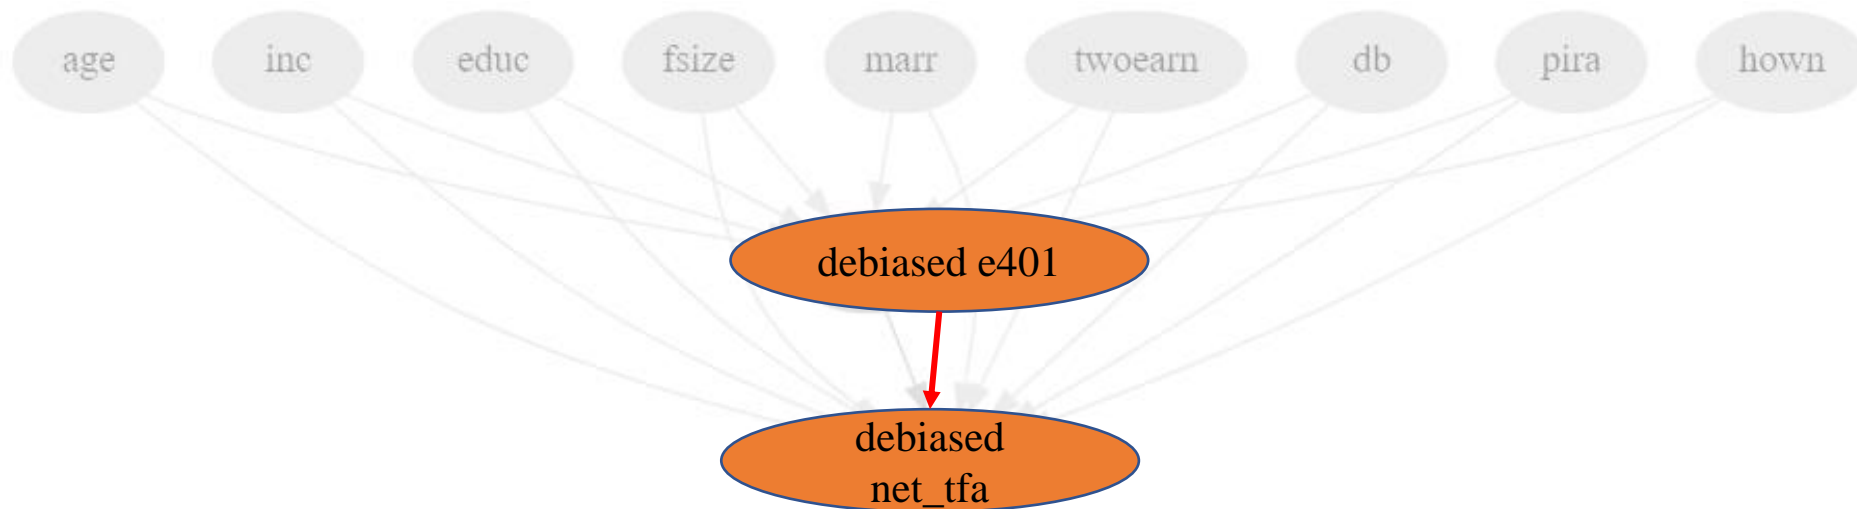 age inc educ fsize marr twoearn db pira hown
debiased e401
debiased
net_tfa